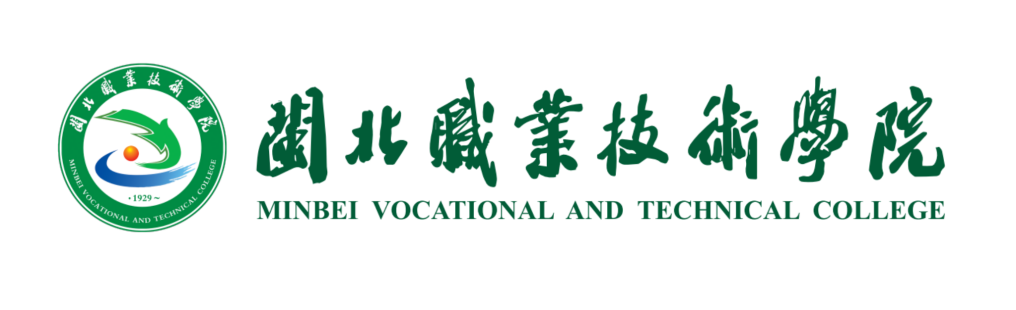 閩北職業技術學院
MINBEI VOCATIONAL AND TECHNICAL COLLEGE
·1929~
閩北職業技術學院
MINBEI VOCATIONAL AND TECHNICAL COLLEGE